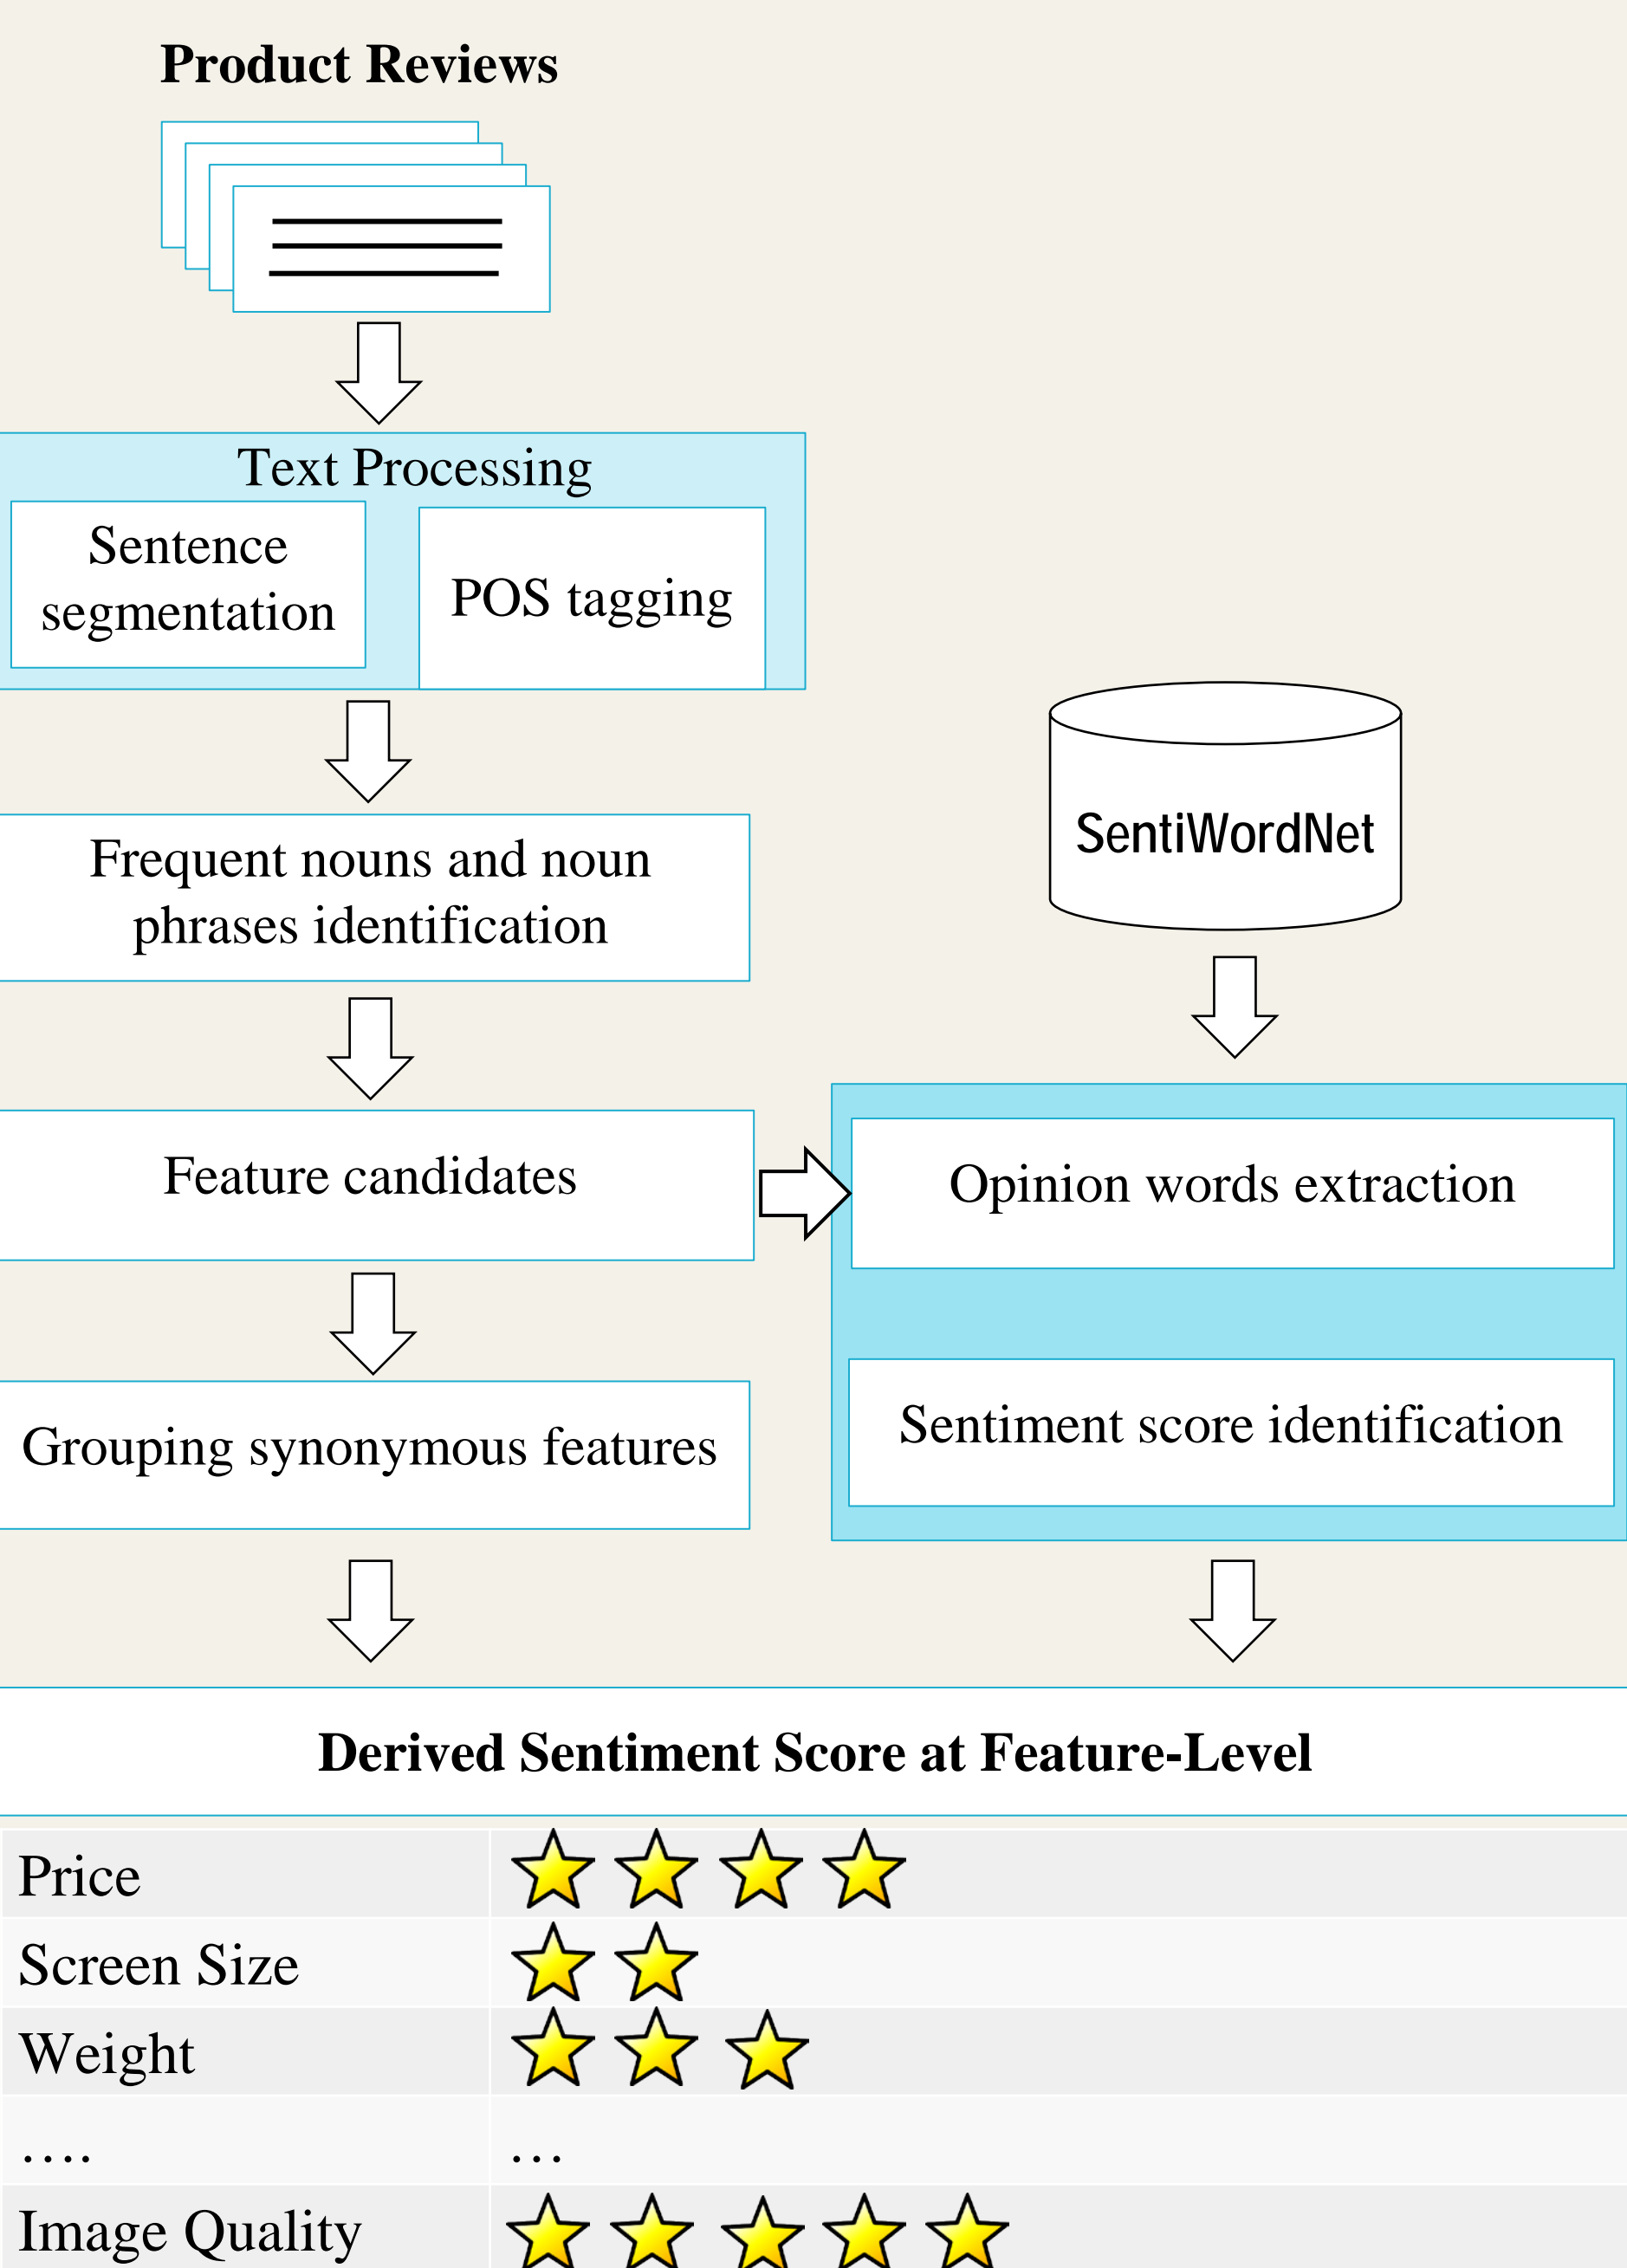 Product Reviews
Text Processing
Sentence
segmentation
POS tagging
Frequent nouns and noun
phrases identification
SentiWordNet
Feature candidates
Opinion words extraction
Grouping synonymous features
Sentiment score identification
Derived Sentiment Score at Feature-Level
Price
Screen Size
Weight
…. …
Image Quality